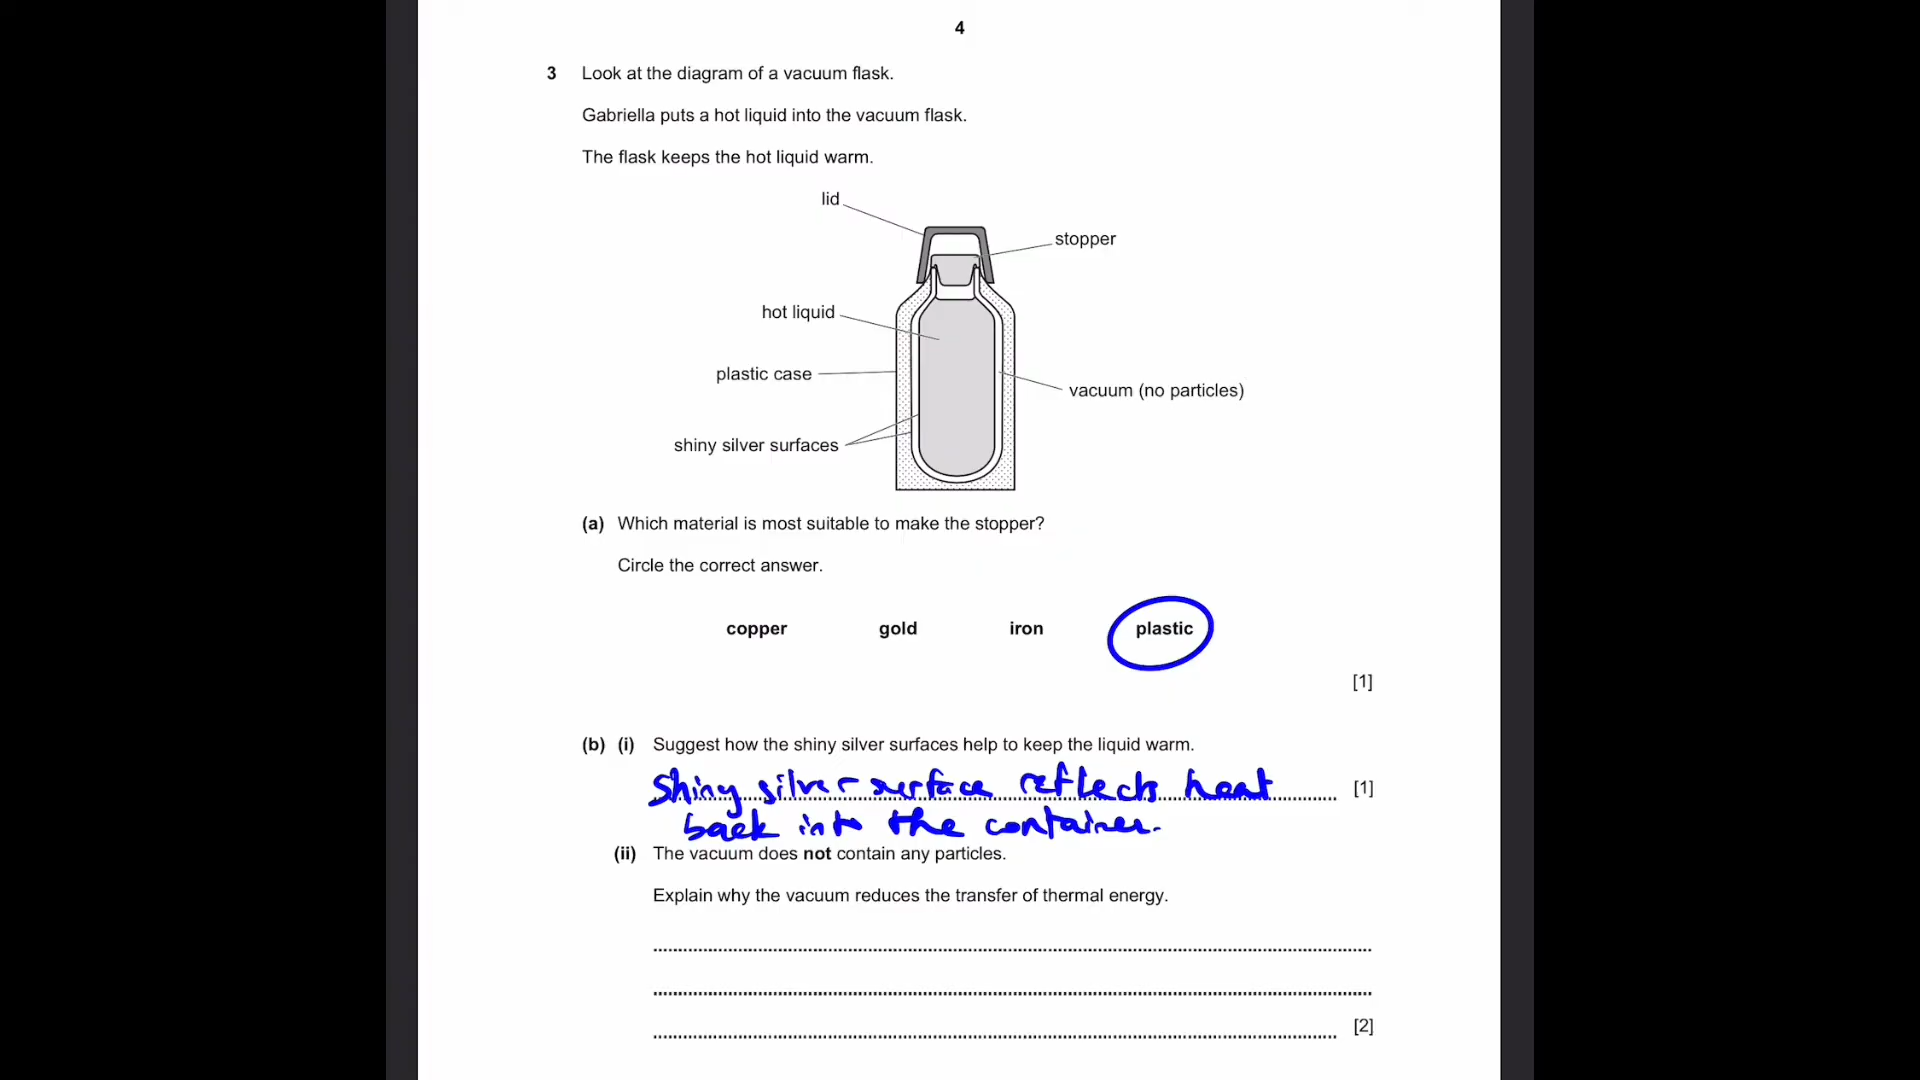 4
3 Look at the diagram of a vacuum flask.
Gabriella puts a hot liquid into the vacuum flask.
The flask keeps the hot liquid warm.
lid
stopper
hot liquid
plastic case
vacuum (no particles)
shiny silver surfaces
(a) Which material is most suitable to make the stopper?
Circle the correct answer.
copper gold iron plastic
[1]
(b) (i) Suggest how the shiny silver surfaces help to keep the liquid warm.
Shiny silver surface reflects heat [1]
back into the container.
(ii) The vacuum does not contain any particles.
Explain why the vacuum reduces the transfer of thermal energy.
[2]